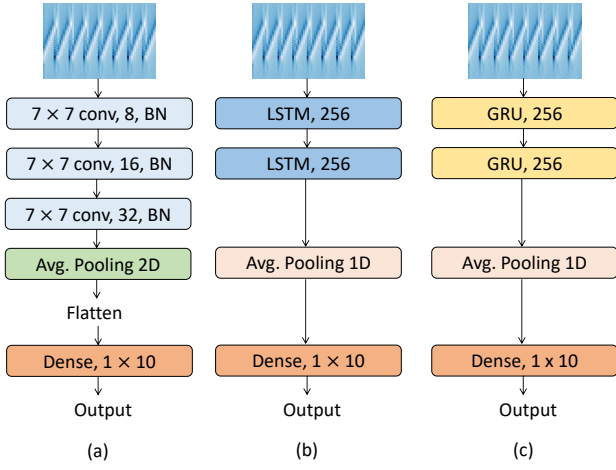 7 × 7 conv, 8, BN
7 × 7 conv, 16, BN
7 × 7 conv, 32, BN
Avg. Pooling 2D
Flatten
Dense, 1 × 10
Output
(a)
LSTM, 256
LSTM, 256
Avg. Pooling 1D
Dense, 1 × 10
Output
(b)
GRU, 256
GRU, 256
Avg. Pooling 1D
Dense, 1 x 10
Output
(c)